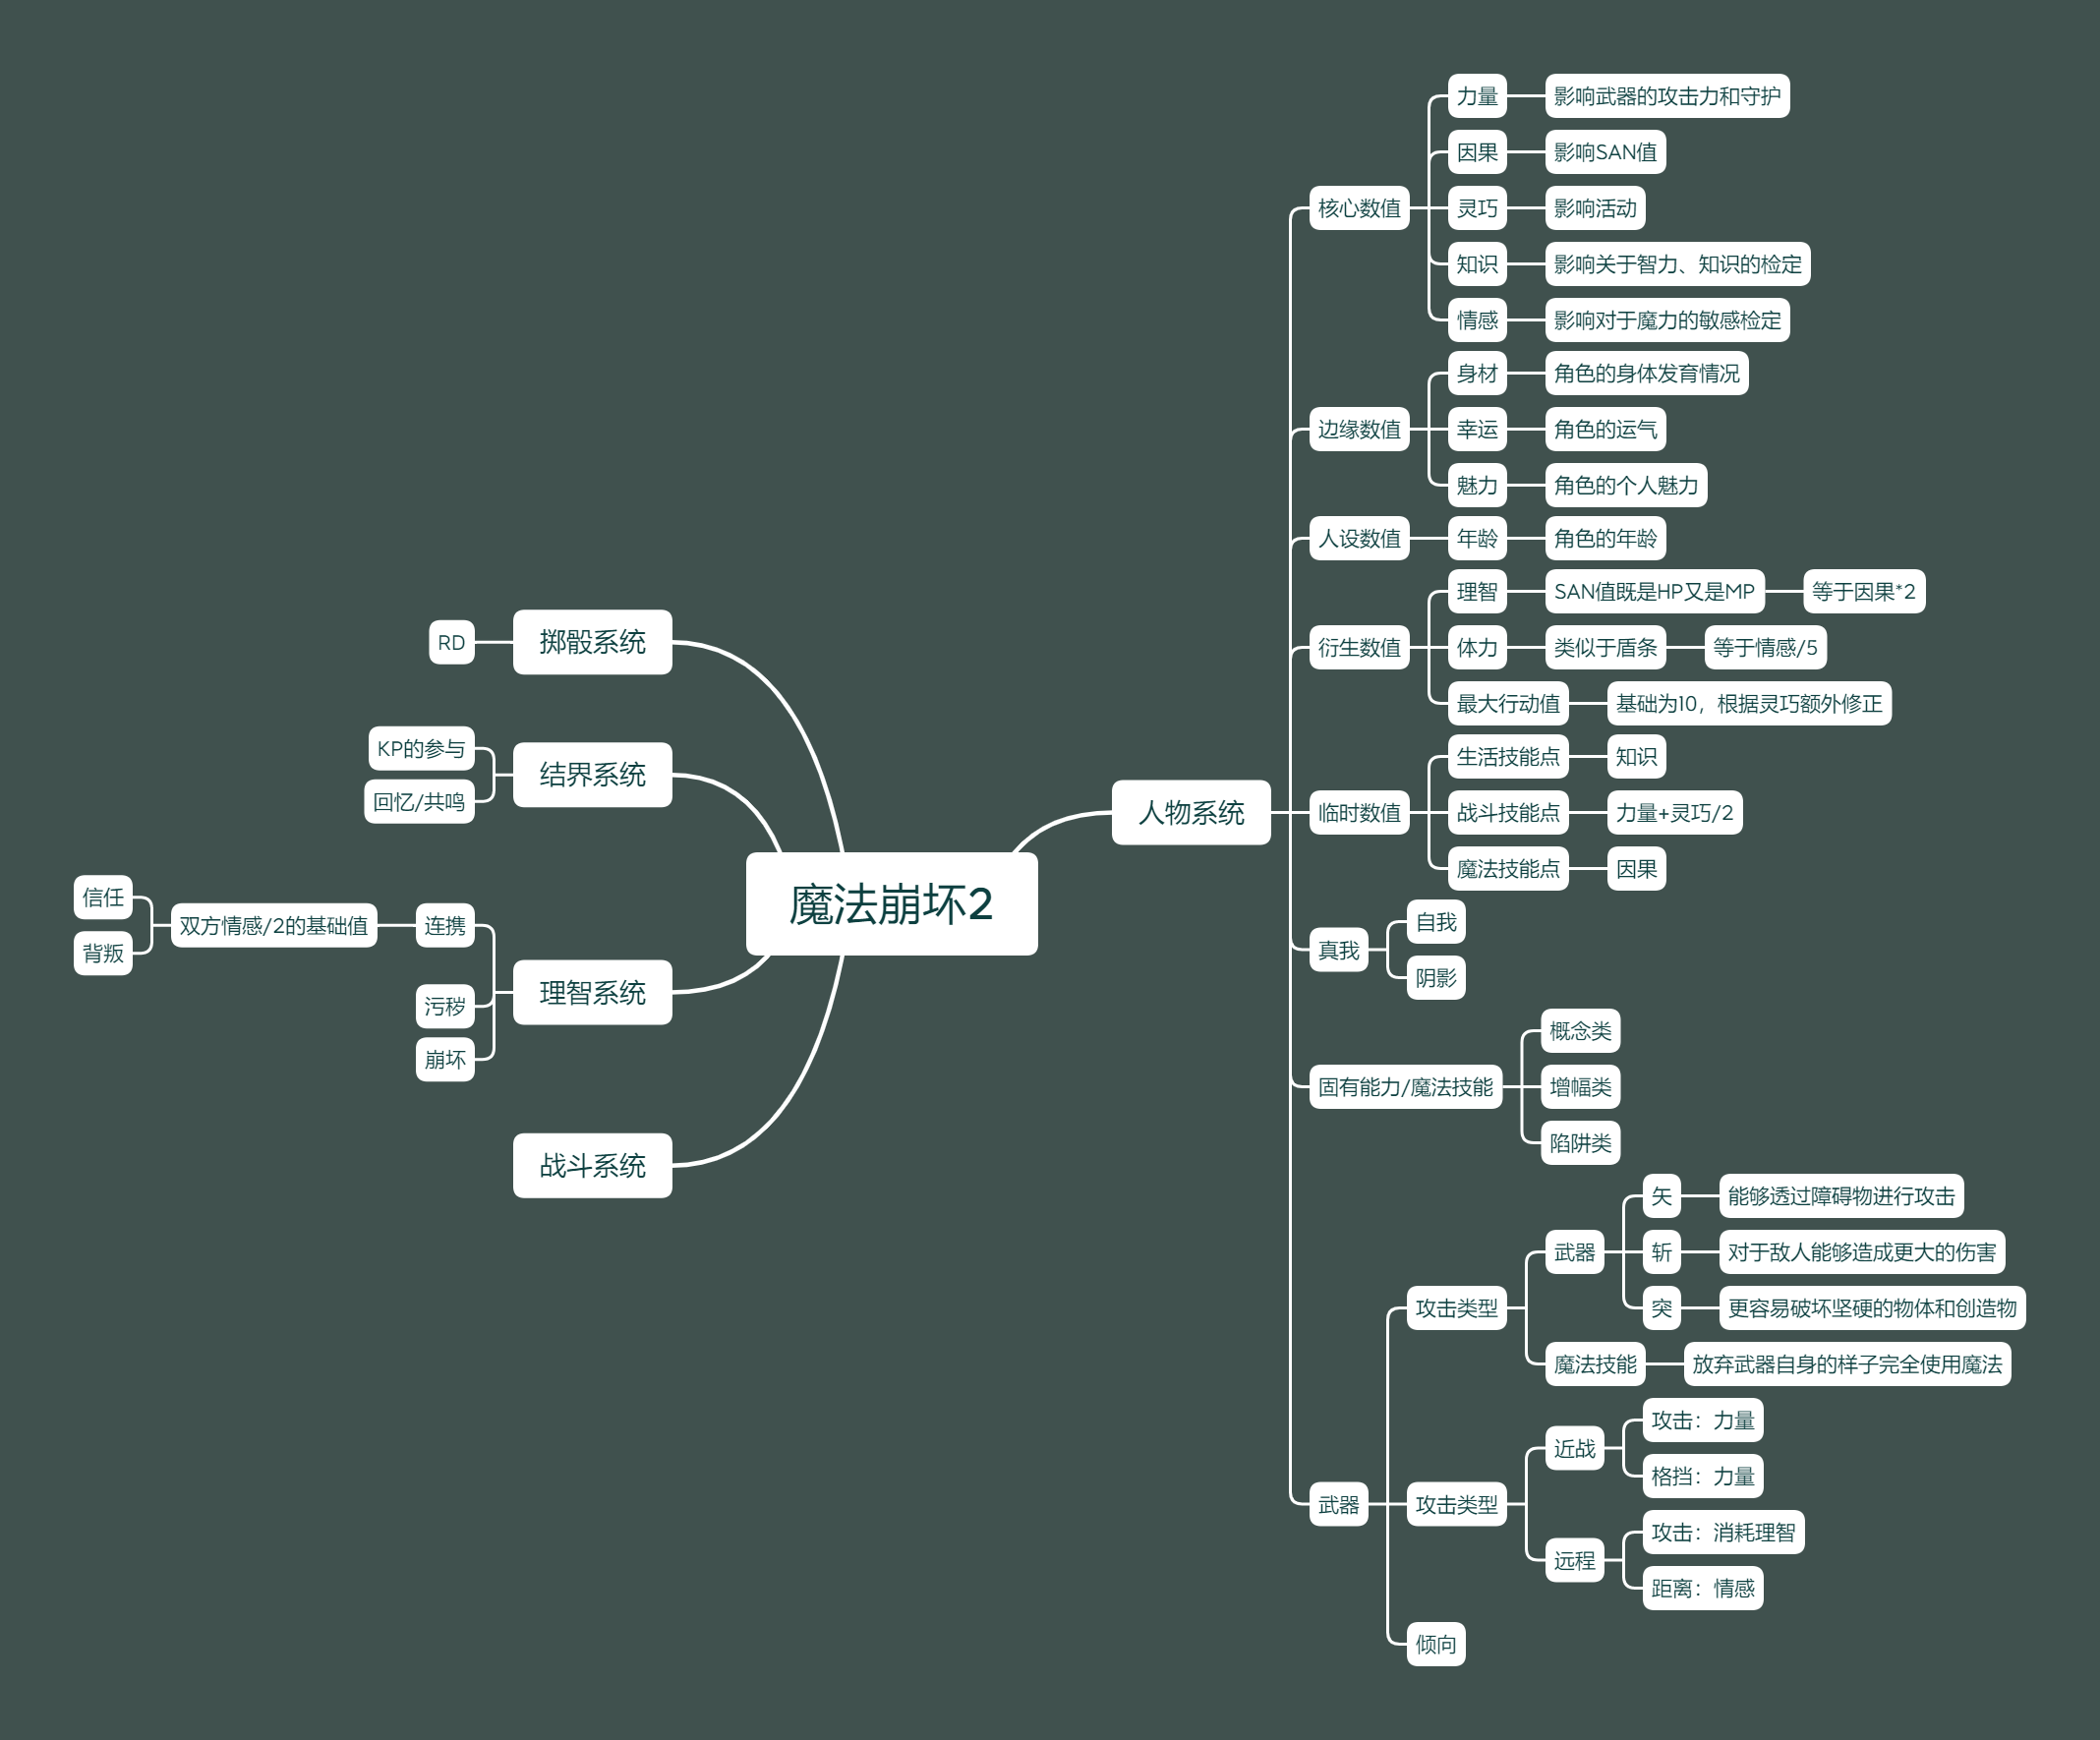 魔法崩坏2
人物系统
核心数值
力量
影响武器的攻击力和守护
因果
影响SAN值
灵巧
影响活动
知识
影响关于智力、知识的检定
情感
影响对于魔力的敏感检定
边缘数值
身材
角色的身体发育情况
幸运
角色的运气
魅力
角色的个人魅力
人设数值
年龄
角色的年龄
衍生数值
理智
SAN值既是HP又是MP
等于因果*2
体力
类似于盾条
等于情感/5
最大行动值
基础为10，根据灵巧额外修正
临时数值
生活技能点
知识
战斗技能点
力量+灵巧/2
魔法技能点
因果
真我
自我
阴影
固有能力/魔法技能
概念类
增幅类
陷阱类
武器
攻击类型
武器
矢
能够透过障碍物进行攻击
斩
对于敌人能够造成更大的伤害
突
更容易破坏坚硬的物体和创造物
魔法技能
放弃武器自身的样子完全使用魔法
攻击类型
近战
攻击：力量
格挡：力量
远程
攻击：消耗理智
距离：情感
倾向
掷骰系统
RD
结界系统
KP的参与
回忆/共鸣
理智系统
连携
双方情感/2的基础值
信任
背叛
污秽
崩坏
战斗系统